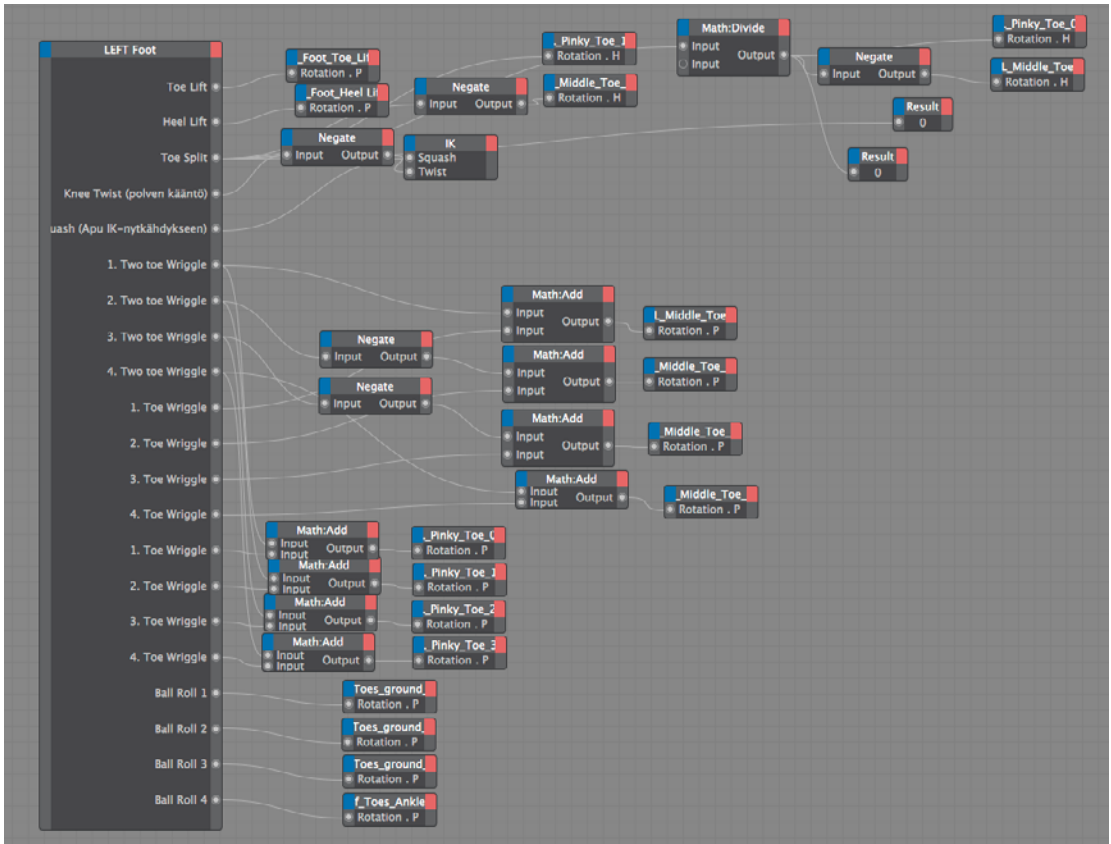 LEFT Foot
Toe Lift
Heel Lift
Toe Split
Knee Twist (polven kääntö)
uash (Apu IK-nytkähdykseen)
1. Two toe Wriggle
2. Two toe Wriggle
3. Two toe Wriggle
4. Two toe Wriggle
1. Toe Wriggle
2. Toe Wriggle
3. Toe Wriggle
4. Toe Wriggle
1. Toe Wriggle
2. Toe Wriggle
3. Toe Wriggle
4. Toe Wriggle
Ball Roll 1
Ball Roll 2
Ball Roll 3
Ball Roll 4
_Foot_Toe_Lif
Rotation . P
_Foot_Heel Lif
Rotation . P
Negate
Input Output
Negate
Input Output
IK
Squash
Twist
._Pinky_Toe_1
Rotation . H
_Middle_Toe_
Rotation . H
Math:Divide
Input
Output
Input
Negate
Input Output
._Pinky_Toe_0
Rotation . H
L_Middle_Toe
Rotation . H
Result
0
Result
0
Negate
Input Output
Negate
Input Output
Math:Add
Input
Output
Input
L_Middle_Toe
Rotation . P
Math:Add
Input
Output
Input
_Middle_Toe_
Rotation . P
Math:Add
Input
Output
Input
_Middle_Toe_
Rotation . P
Math:Add
Input
Output
Input
_Middle_Toe_
Rotation . P
Math:Add
Input
Output
Input
._Pinky_Toe_0
Rotation . P
Math:Add
Input
Output
Input
._Pinky_Toe_1
Rotation . P
Math:Add
Input
Output
Input
._Pinky_Toe_2
Rotation . P
Math:Add
Input
Output
Input
._Pinky_Toe_3
Rotation . P
Toes_ground_
Rotation . P
Toes_ground_
Rotation . P
Toes_ground_
Rotation . P
f_Toes_Ankle
Rotation . P